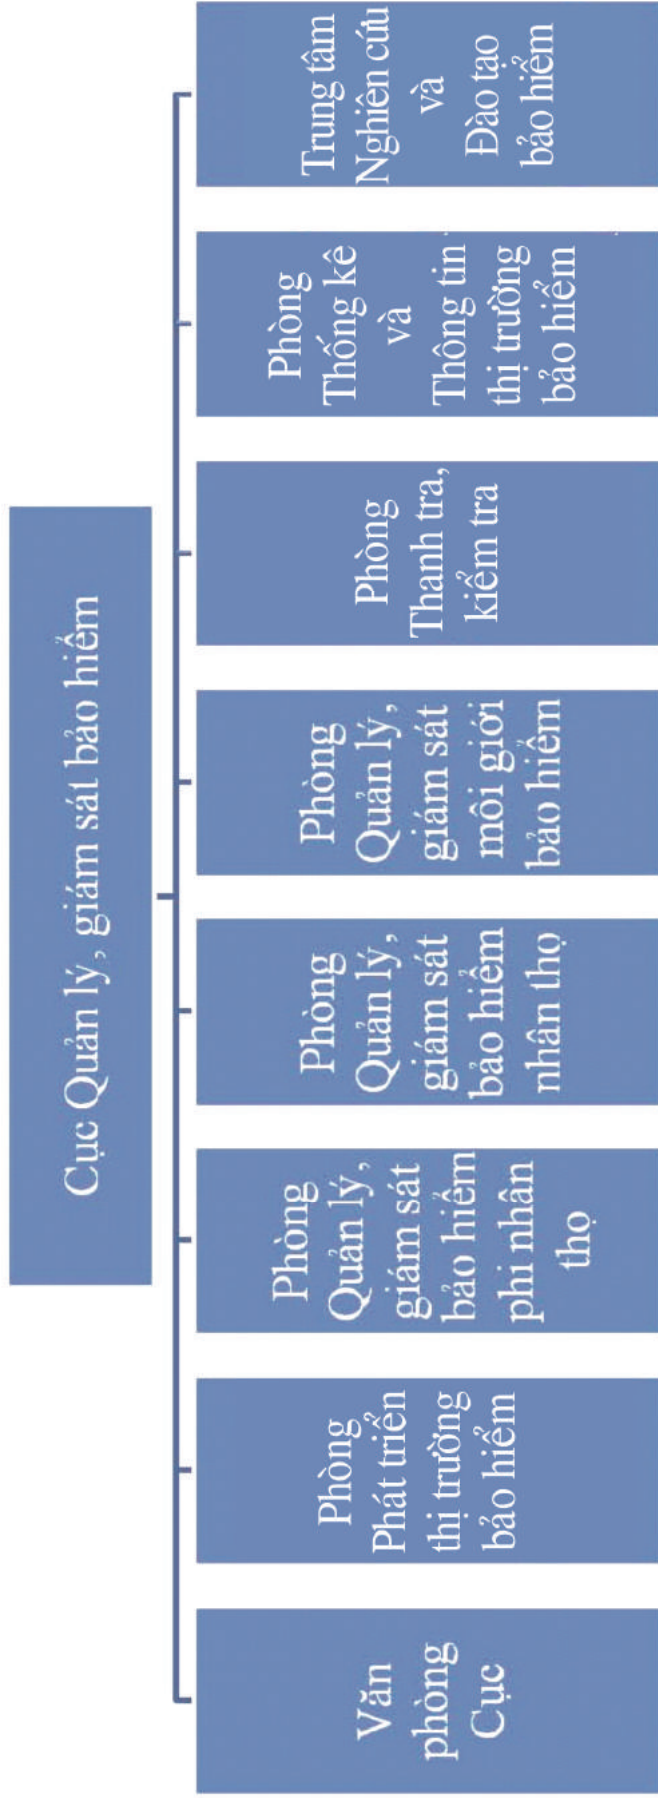 Cục Quản lý, giám sát bảo hiểm
Văn
phòng
Cục
Phòng
Phát triển
thị trường
bảo hiểm
Phòng
Quản lý,
giám sát
bảo hiểm
phi nhân
thọ
Phòng
Quản lý,
giám sát
bảo hiểm
nhân thọ
Phòng
Quản lý,
giám sát
môi giới
bảo hiểm
Phòng
Thanh tra,
kiểm tra
Phòng
Thống kê
và
Thông tin
thị trường
bảo hiểm
Trung tâm
Nghiên cứu
và
Đào tạo
bảo hiểm